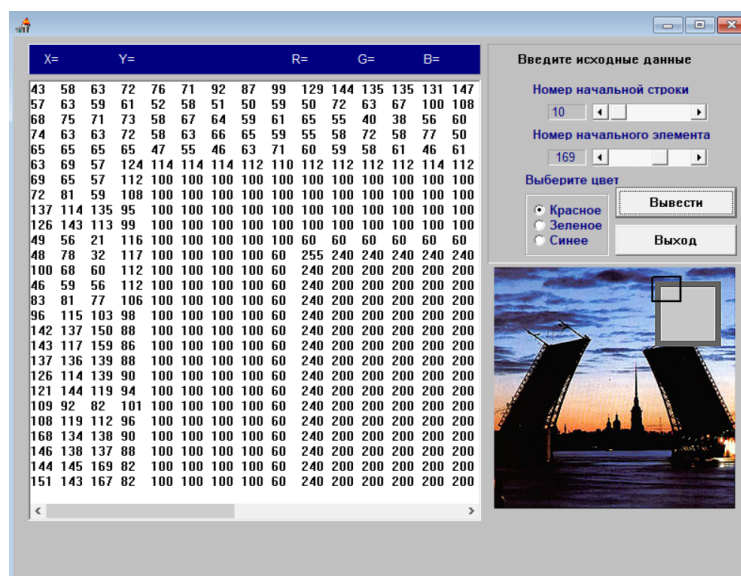 X= Y= R= G= B=
43 58 63 72 76 71 92 87 99 129 144 135 135 131 147
57 63 59 61 52 58 51 50 59 50 72 63 67 100 108
68 75 71 73 58 67 64 59 61 65 55 40 38 56 60
74 63 63 72 58 63 66 65 59 55 58 72 58 77 50
65 65 65 65 47 55 46 63 71 60 59 58 61 46 61
63 69 57 124 114 114 114 112 110 112 112 112 112 114 112
69 65 57 112 100 100 100 100 100 100 100 100 100 100 100
72 81 59 108 100 100 100 100 100 100 100 100 100 100 100
137 114 135 95 100 100 100 100 100 100 100 100 100 100 100
126 143 113 99 100 100 100 100 100 100 100 100 100 100 100
49 56 21 116 100 100 100 100 100 60 60 60 60 60 60
48 78 32 117 100 100 100 100 60 255 240 240 240 240 240
100 68 60 112 100 100 100 100 60 240 200 200 200 200 200
46 59 56 112 100 100 100 100 60 240 200 200 200 200 200
83 81 77 106 100 100 100 100 60 240 200 200 200 200 200
96 115 103 98 100 100 100 100 60 240 200 200 200 200 200
142 137 150 88 100 100 100 100 60 240 200 200 200 200 200
143 117 159 86 100 100 100 100 60 240 200 200 200 200 200
137 136 139 88 100 100 100 100 60 240 200 200 200 200 200
126 114 139 90 100 100 100 100 60 240 200 200 200 200 200
121 144 119 94 100 100 100 100 60 240 200 200 200 200 200
109 92 82 101 100 100 100 100 60 240 200 200 200 200 200
108 119 112 96 100 100 100 100 60 240 200 200 200 200 200
168 134 138 90 100 100 100 100 60 240 200 200 200 200 200
146 138 137 88 100 100 100 100 60 240 200 200 200 200 200
144 145 169 82 100 100 100 100 60 240 200 200 200 200 200
151 143 167 82 100 100 100 100 60 240 200 200 200 200 200
Введите исходные данные
Номер начальной строки
10
Номер начального элемента
169
Выберите цвет
Красное
Зеленое
Синее
Вывести
Выход